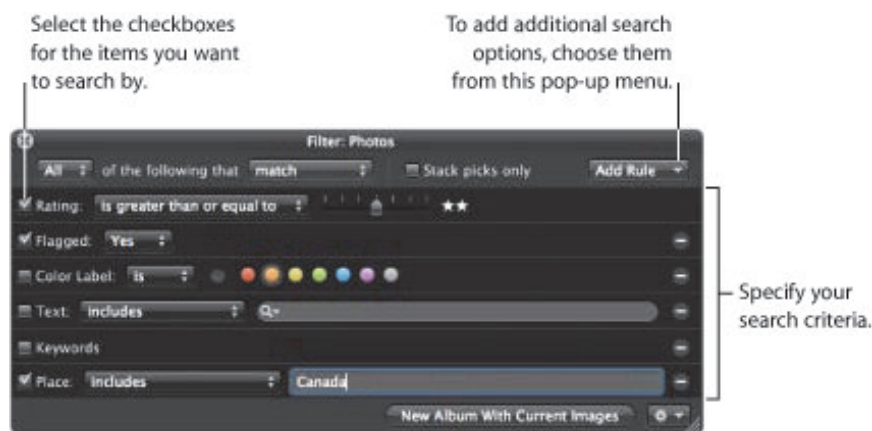 Select the checkboxes
for the items you want
to search by.
To add additional search
options, choose them
from this pop-up menu.
Filter: Photos
All of the following that match Stack picks only Add Rule
Rating: is greater than or equal to ★★
Flagged: Yes
Color Label: is
Text: includes
Keywords
Place: includes Canada
New Album With Current Images
Specify your
search criteria.